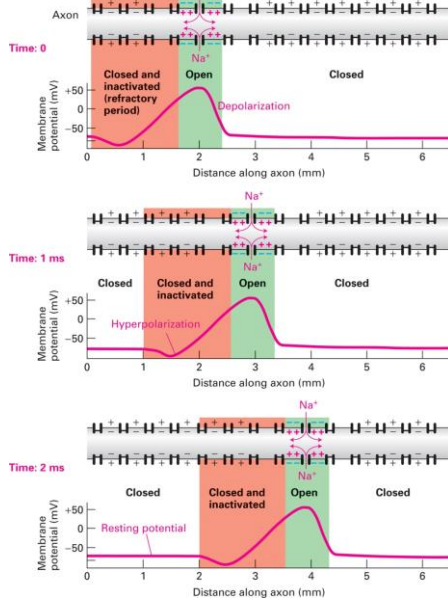 Axon
Time: 0
Na+
Closed and
inactivated
(refractory
period)
Open
Closed
Depolarization
Membrane
potential (mV)
+50
0
−50
0 1 2 3 4 5 6
Distance along axon (mm)
Na+
Time: 1 ms
Na+
Closed
Closed and
inactivated
Open
Closed
Hyperpolarization
Membrane
potential (mV)
+50
0
−50
0 1 2 3 4 5 6
Distance along axon (mm)
Na+
Time: 2 ms
Na+
Closed
Closed and
inactivated
Open
Closed
Resting potential
Membrane
potential (mV)
+50
0
−50
0 1 2 3 4 5 6
Distance along axon (mm)